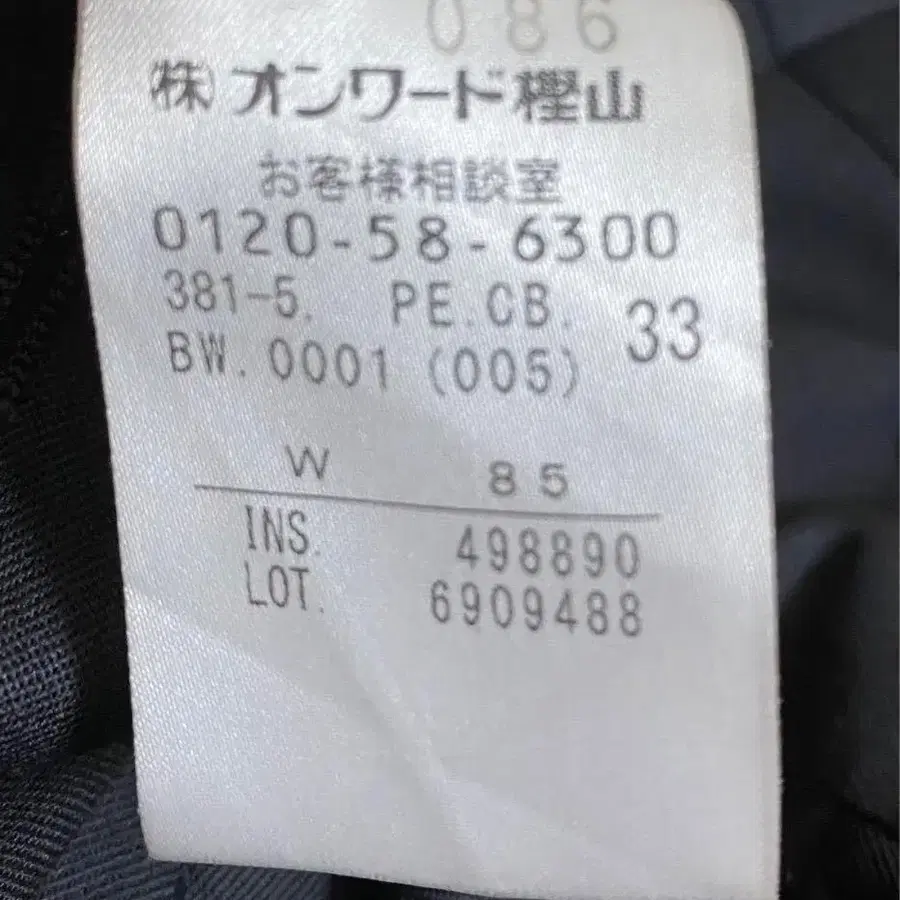 086
㈱オンワード樫山
お客様相談室
0120-58-6300
381-5. PE.CB. 33
BW.0001 (005)
W 85
INS. 498890
LOT. 6909488